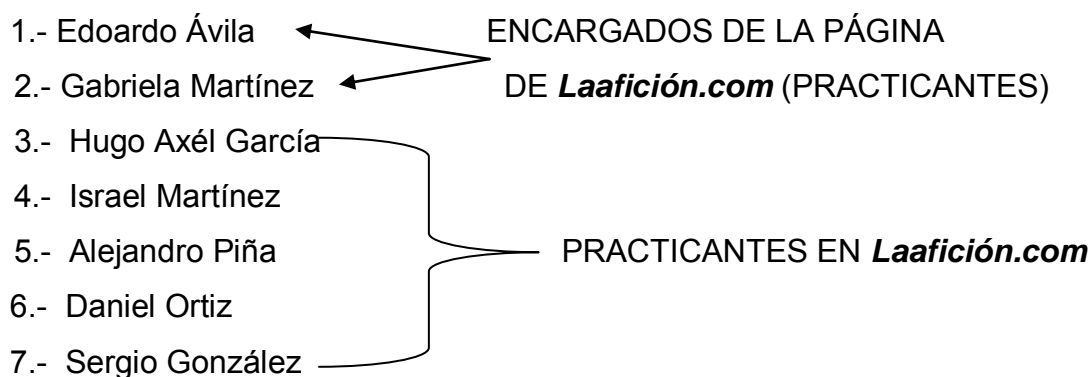 1.- Edoardo Ávila ENCARGADOS DE LA PÁGINA
2.- Gabriela Martínez DE Laafición.com (PRACTICANTES)
3.- Hugo Axél García
4.- Israel Martínez
5.- Alejandro Piña PRACTICANTES EN Laafición.com
6.- Daniel Ortiz
7.- Sergio González